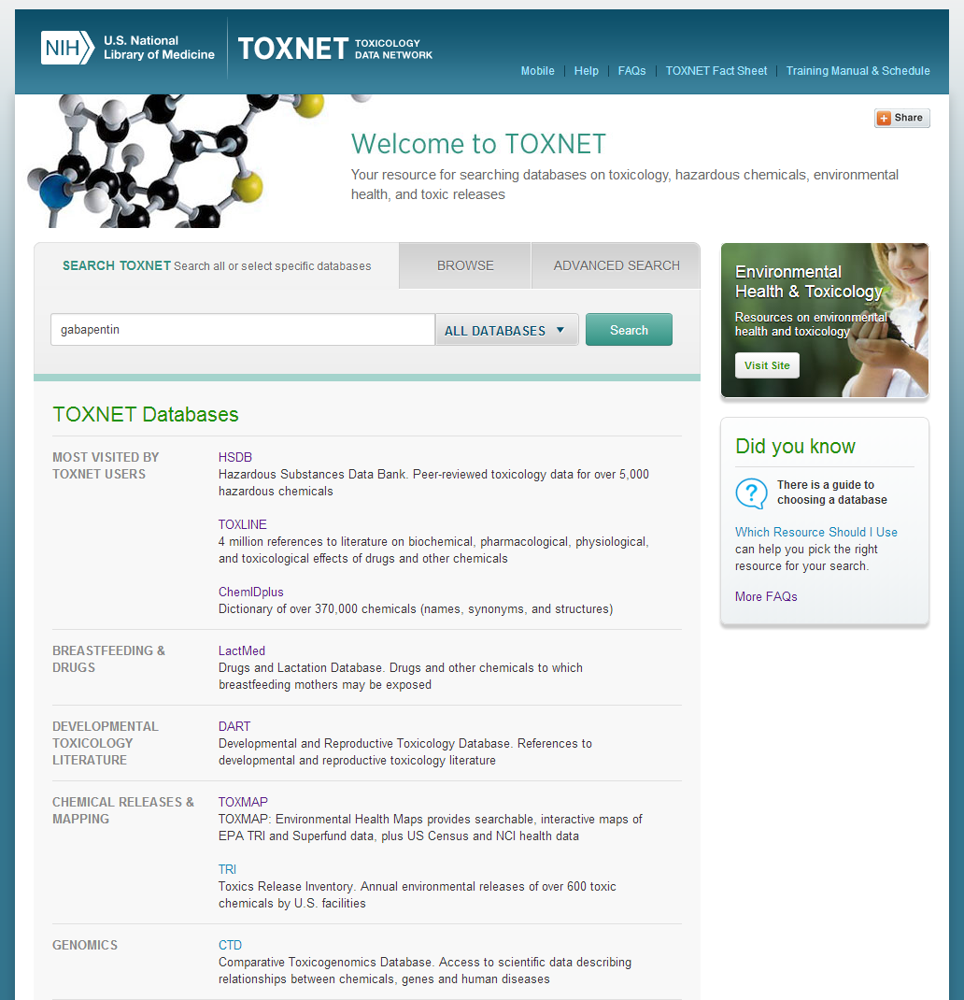 NIH
U.S. National
Library of Medicine
TOXNET
TOXICOLOGY
DATA NETWORK
Mobile | Help | FAQs | TOXNET Fact Sheet | Training Manual & Schedule
Share
Welcome to TOXNET
Your resource for searching databases on toxicology, hazardous chemicals, environmental
health, and toxic releases
SEARCH TOXNET Search all or select specific databases
BROWSE
ADVANCED SEARCH
gabapentin
ALL DATABASES
Search
TOXNET Databases
MOST VISITED BY
TOXNET USERS
HSDB
Hazardous Substances Data Bank. Peer-reviewed toxicology data for over 5,000
hazardous chemicals
TOXLINE
4 million references to literature on biochemical, pharmacological, physiological,
and toxicological effects of drugs and other chemicals
ChemIDplus
Dictionary of over 370,000 chemicals (names, synonyms, and structures)
BREASTFEEDING &
DRUGS
LactMed
Drugs and Lactation Database. Drugs and other chemicals to which
breastfeeding mothers may be exposed
DEVELOPMENTAL
TOXICOLOGY
LITERATURE
DART
Developmental and Reproductive Toxicology Database. References to
developmental and reproductive toxicology literature
CHEMICAL RELEASES &
MAPPING
TOXMAP
TOXMAP: Environmental Health Maps provides searchable, interactive maps of
EPA TRI and Superfund data, plus US Census and NCI health data
TRI
Toxics Release Inventory. Annual environmental releases of over 600 toxic
chemicals by U.S. facilities
GENOMICS
CTD
Comparative Toxicogenomics Database. Access to scientific data describing
relationships between chemicals, genes and human diseases
Environmental
Health & Toxicology
Resources on environmental
health and toxicology
Visit Site
Did you know
?
There is a guide to
choosing a database
Which Resource Should I Use
can help you pick the right
resource for your search.
More FAQs